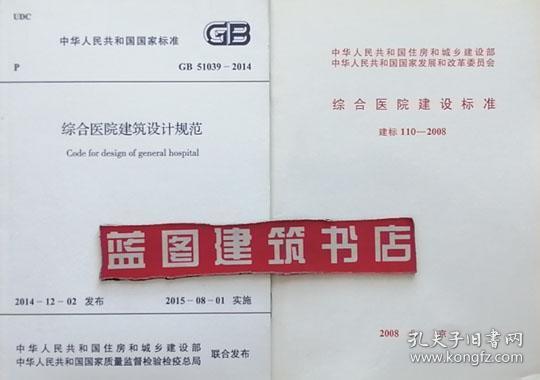 UDC
中华人民共和国国家标准
GB
P
GB 51039-2014
综合医院建筑设计规范
Code for design of general hospital
2014-12-02 发布
2015-08-01 实施
中华人民共和国住房和城乡建设部
中华人民共和国国家质量监督检验检疫总局
联合发布
中华人民共和国住房和城乡建设部
中华人民共和国国家发展和改革委员会
综合医院建设标准
建标 110—2008
2008 北 京
蓝图建筑书店
孔夫子旧书网
www.kongfz.com